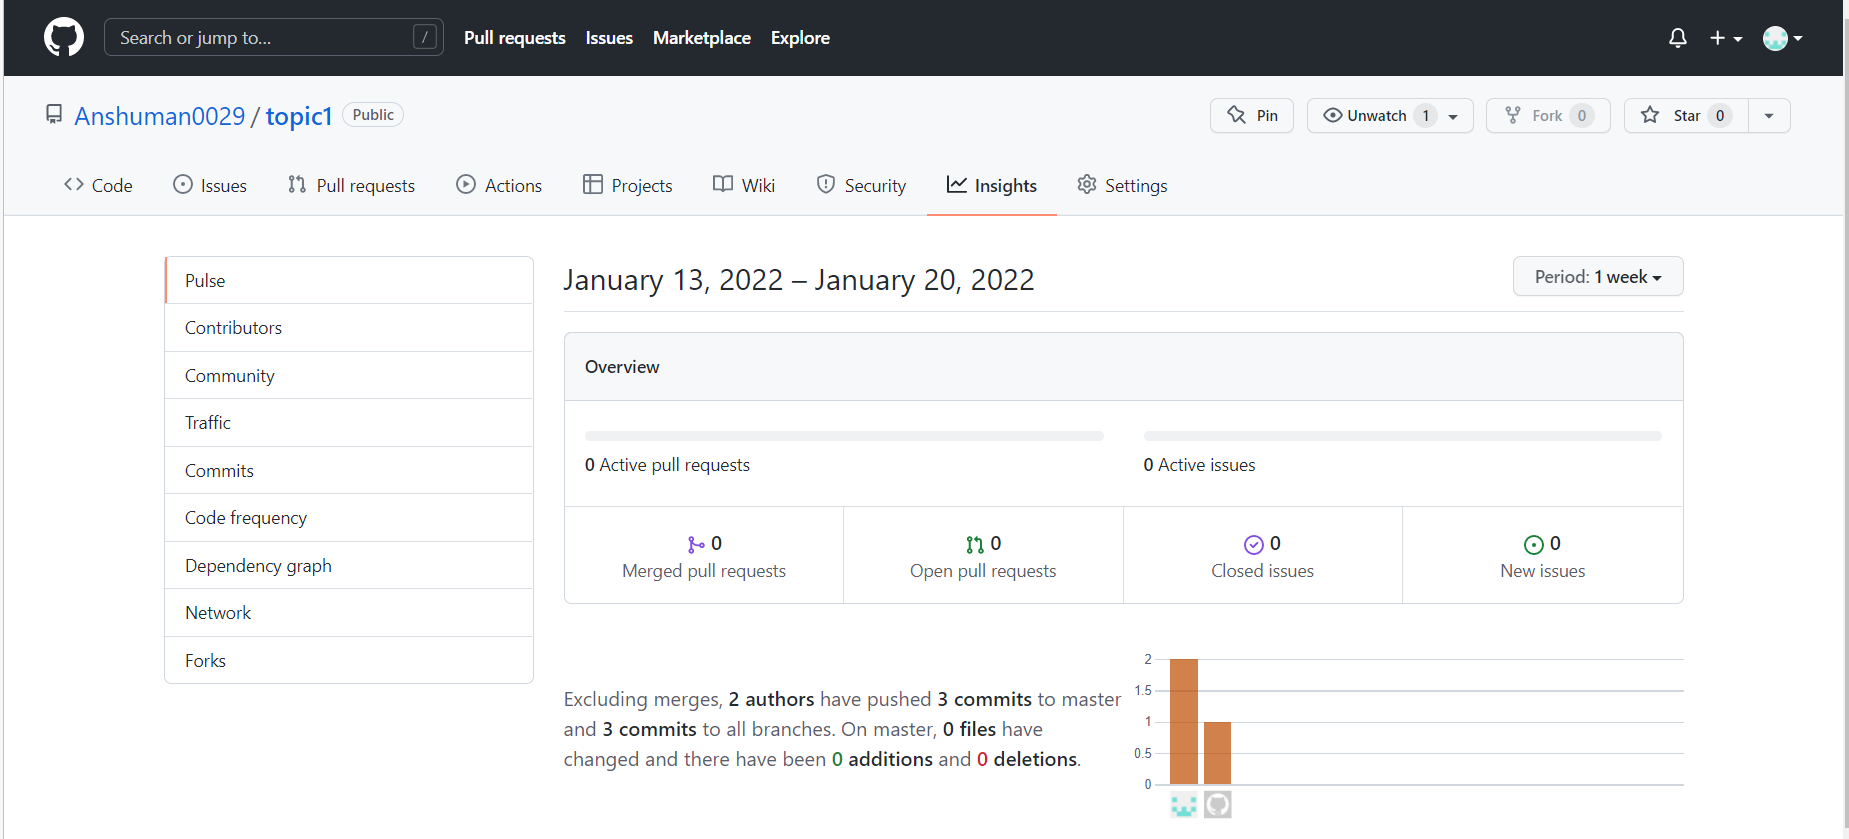 Search or jump to... /
Pull requests Issues Marketplace Explore
Anshuman0029 / topic1 Public
Pin Unwatch 1 Fork 0 Star 0
Code Issues Pull requests Actions Projects Wiki Security Insights Settings
Pulse
Contributors
Community
Traffic
Commits
Code frequency
Dependency graph
Network
Forks
January 13, 2022 – January 20, 2022
Period: 1 week
Overview
0 Active pull requests
0 Active issues
0
Merged pull requests
0
Open pull requests
0
Closed issues
0
New issues
Excluding merges, 2 authors have pushed 3 commits to master
and 3 commits to all branches. On master, 0 files have
changed and there have been 0 additions and 0 deletions.
2
1.5
1
0.5
0